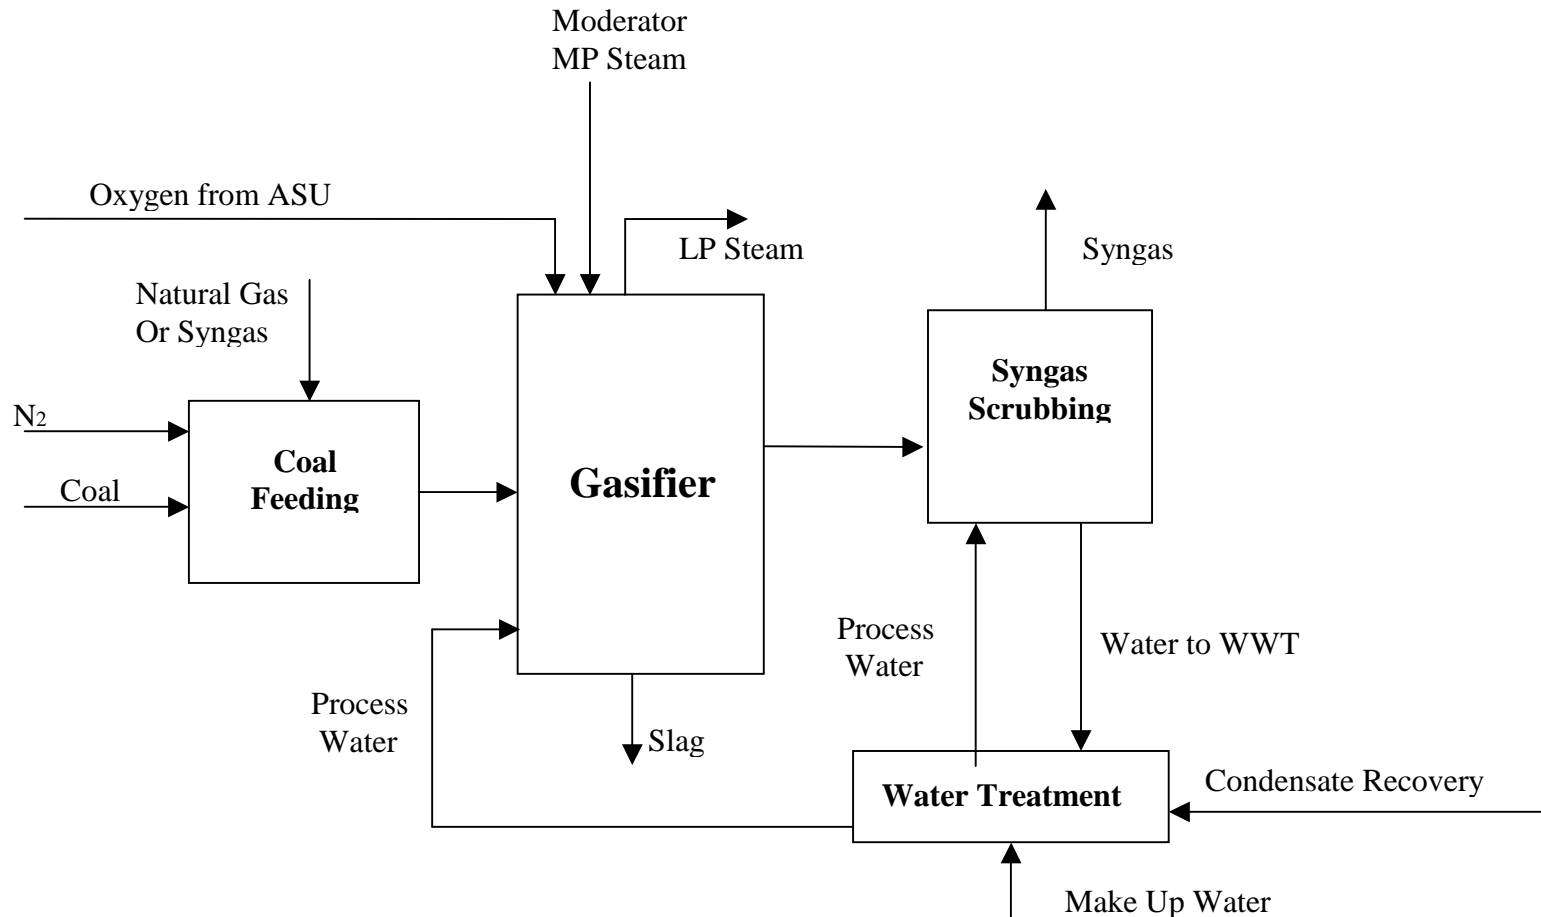 Moderator
MP Steam
Oxygen from ASU
LP Steam
Syngas
Natural Gas
Or Syngas
Syngas
Scrubbing
N2
Coal
Feeding
Coal
Gasifier
Process
Water
Water to WWT
Process
Water
Slag
Water Treatment
Condensate Recovery
Make Up Water